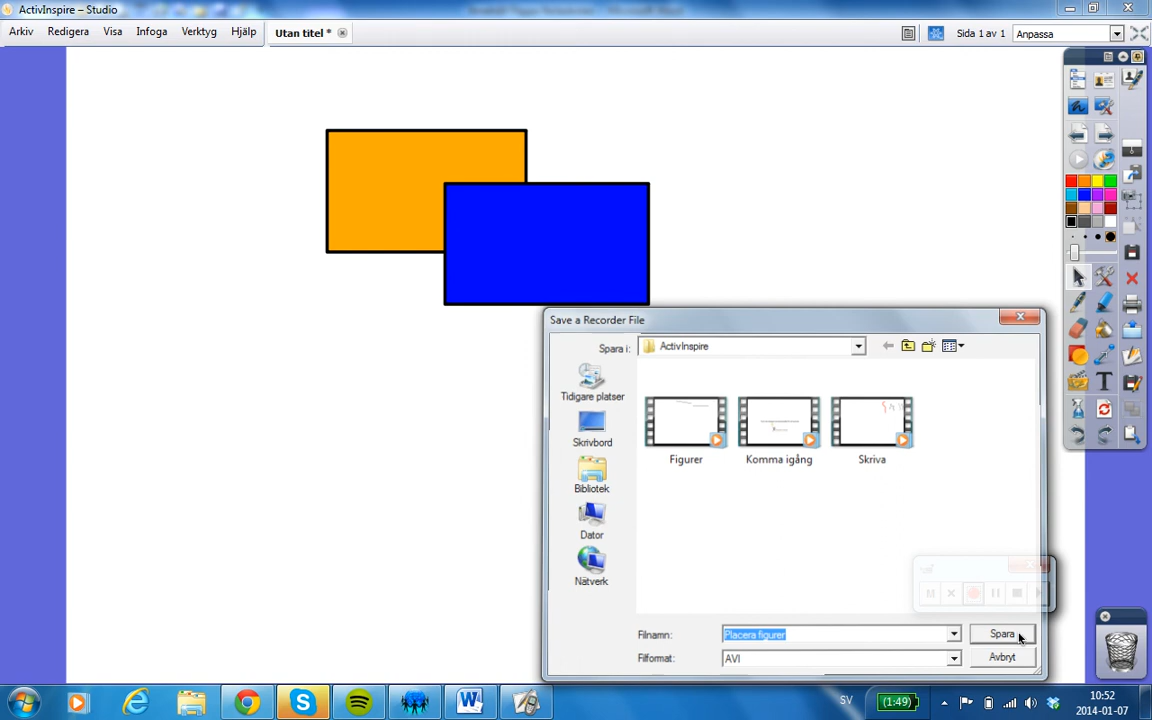 ActivInspire – Studio
Arkiv Redigera Visa Infoga Verktyg Hjälp Untan titel * Sida 1 av 1 Anpassa
Save a Recorder File
Spara i: ActivInspire
Tidigare platser
Skrivbord
Bibliotek
Dator
Nätverk
Figurer Komma igång Skriva
Filnamn: Placera figurer Spara
Filformat: AVI Avbryt
SV (1:49) 10:52
2014-01-07